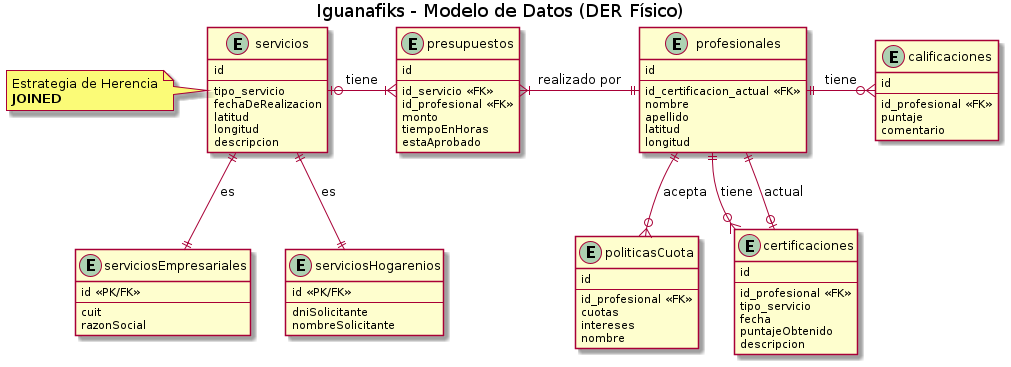 Iguanafiks - Modelo de Datos (DER Físico)
Estrategia de Herencia
JOINED
E servicios
id
tipo_servicio
fechaDeRealizacion
latitud
longitud
descripcion
tiene
E presupuestos
id
id_servicio «FK»
id_profesional «FK»
monto
tiempoEnHoras
estaAprobado
realizado por
E profesionales
id
id_certificacion_actual «FK»
nombre
apellido
latitud
longitud
tiene
E calificaciones
id
id_profesional «FK»
puntaje
comentario
es
es
acepta
tiene
actual
E serviciosEmpresariales
id «PK/FK»
cuit
razonSocial
E serviciosHogarenios
id «PK/FK»
dniSolicitante
nombreSolicitante
E politicasCuota
id
id_profesional «FK»
cuotas
intereses
nombre
E certificaciones
id
id_profesional «FK»
tipo_servicio
fecha
puntajeObtenido
descripcion